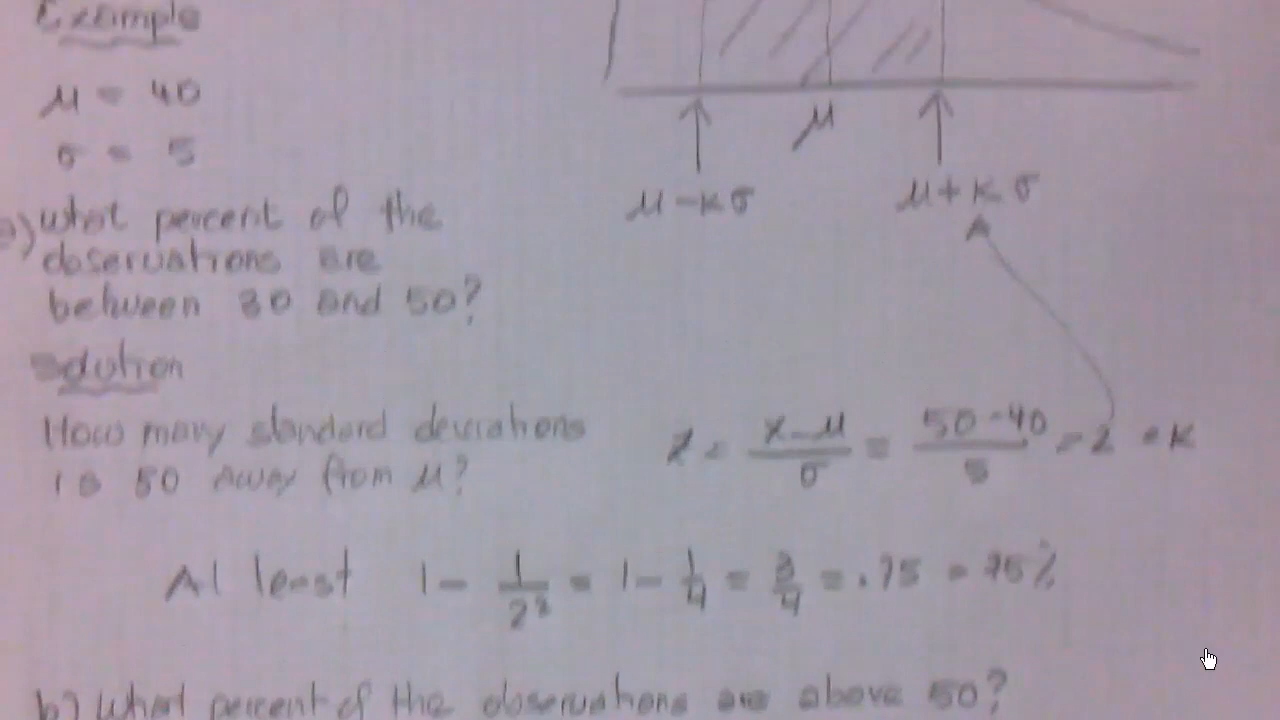 Example
μ = 40
σ = 5
μ
μ-kσ
μ+kσ
a) What percent of the
observations are
between 30 and 50?
Solution
How many standard deviations
is 50 away from μ?
z = (x-μ)/σ = (50-40)/5 = 2 = k
At least 1 - 1/2² = 1 - 1/4 = 3/4 = .75 = 75%
b) What percent of the observations are above 50?